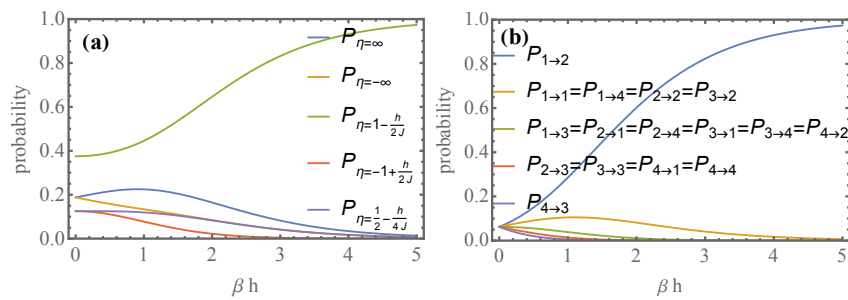 (a)
P_{η=∞}
P_{η=-∞}
P_{η=1-\frac{h}{2J}}
P_{η=-1+\frac{h}{2J}}
P_{η=\frac{1}{2}-\frac{h}{4J}}
probability
1.0
0.8
0.6
0.4
0.2
0.0
0 1 2 3 4 5
β h
(b)
P_{1→2}
P_{1→1}=P_{1→4}=P_{2→2}=P_{3→2}
P_{1→3}=P_{2→1}=P_{2→4}=P_{3→1}=P_{3→4}=P_{4→2}
P_{2→3}=P_{3→3}=P_{4→1}=P_{4→4}
P_{4→3}
probability
1.0
0.8
0.6
0.4
0.2
0.0
0 1 2 3 4 5
β h